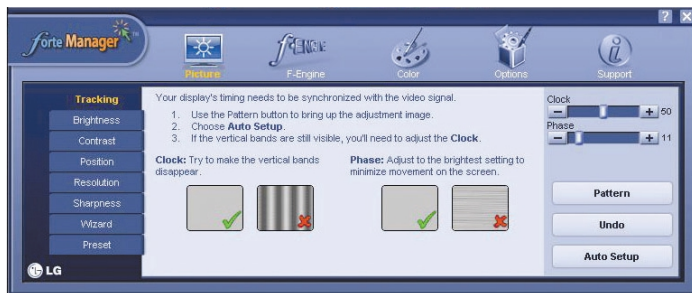 forte Manager™
? X
Picture
F-ENGINE
F-Engine
Color
Options
i
Support
Tracking
Brightness
Contrast
Position
Resolution
Sharpness
Wizard
Preset
LG
Your display's timing needs to be synchronized with the video signal.
1. Use the Pattern button to bring up the adjustment image.
2. Choose Auto Setup.
3. If the vertical bands are still visible, you'll need to adjust the Clock.
Clock: Try to make the vertical bands
disappear.
Phase: Adjust to the brightest setting to
minimize movement on the screen.
Clock
- + 50
Phase
- + 11
Pattern
Undo
Auto Setup